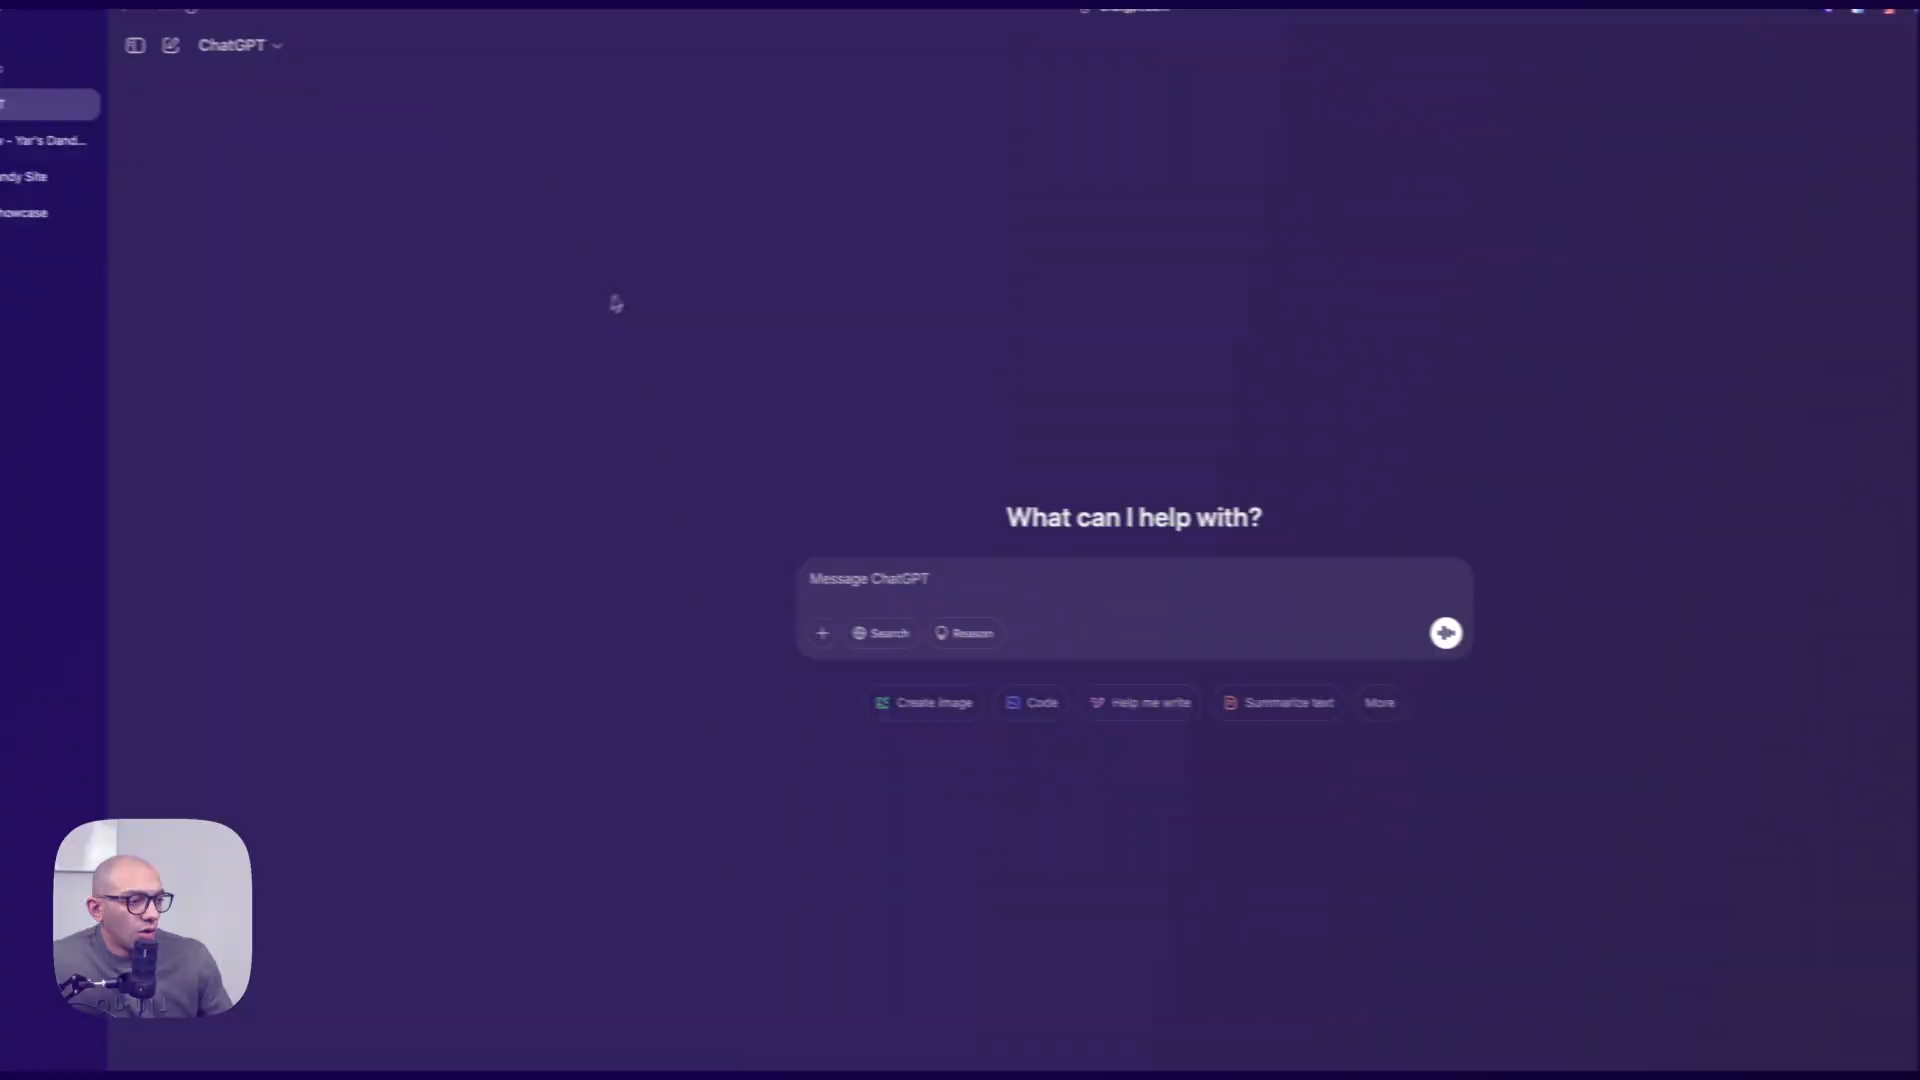 ChatGPT
T
- Yar's Dand...
ndy Site
howcase
What can I help with?
Message ChatGPT
Search
Reason
Create image
Code
Help me write
Summarize text
More